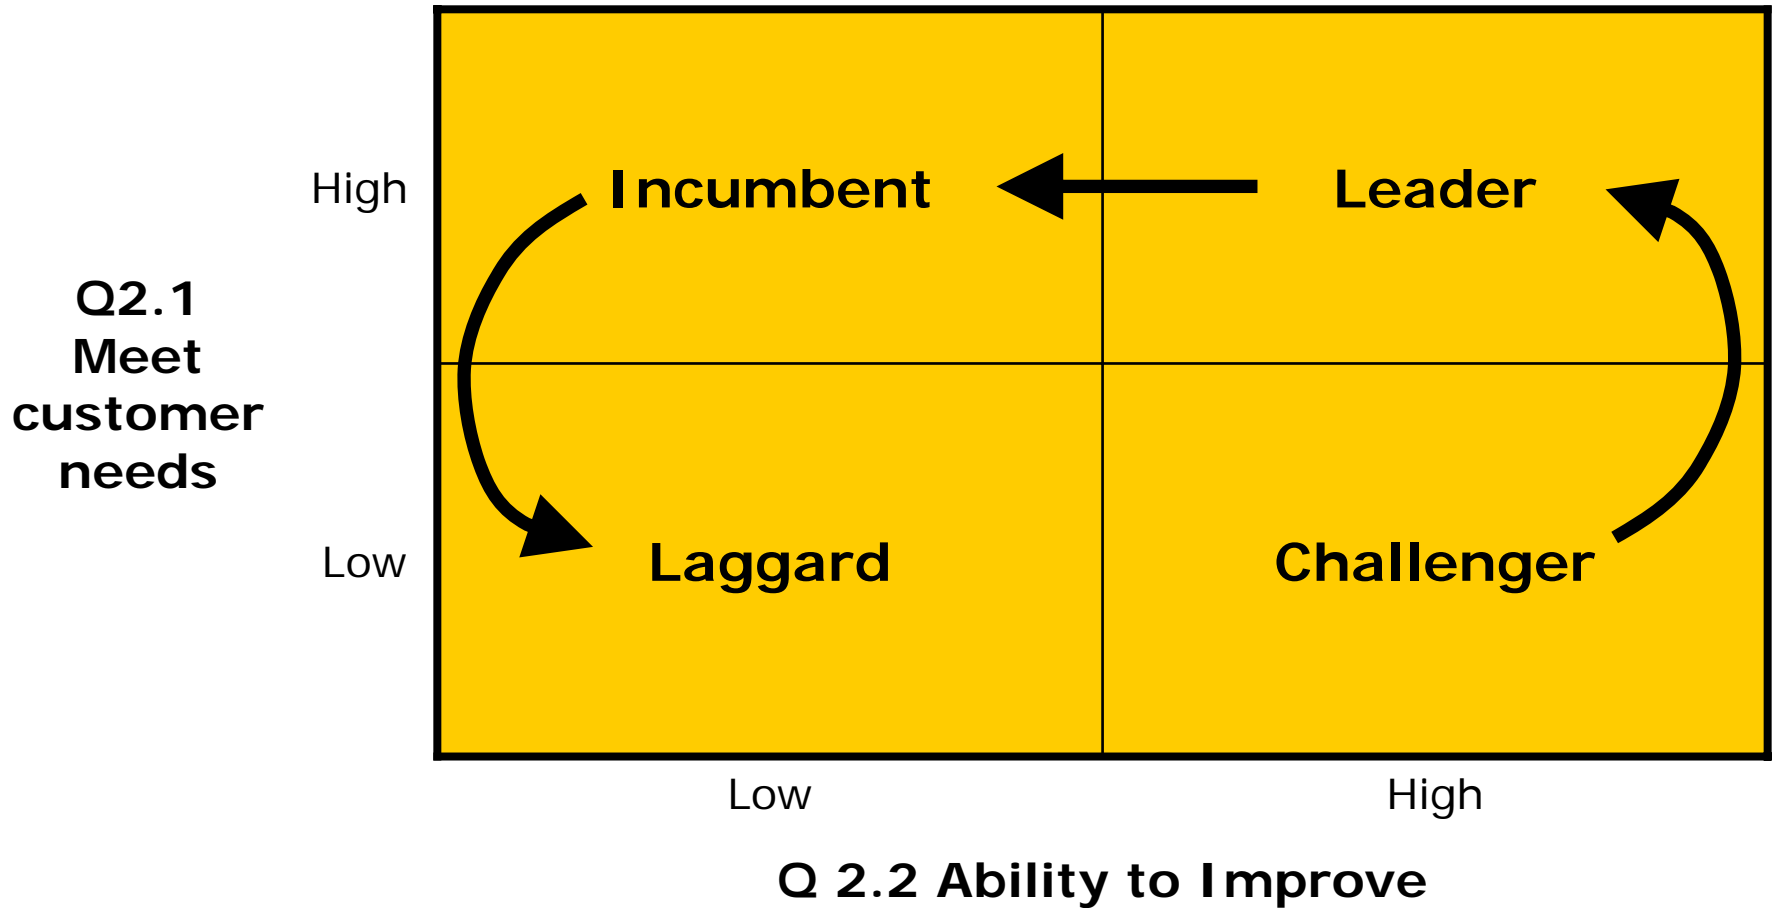 High
Incumbent
Leader
Q2.1
Meet
customer
needs
Low
Laggard
Challenger
Low
High
Q 2.2 Ability to Improve